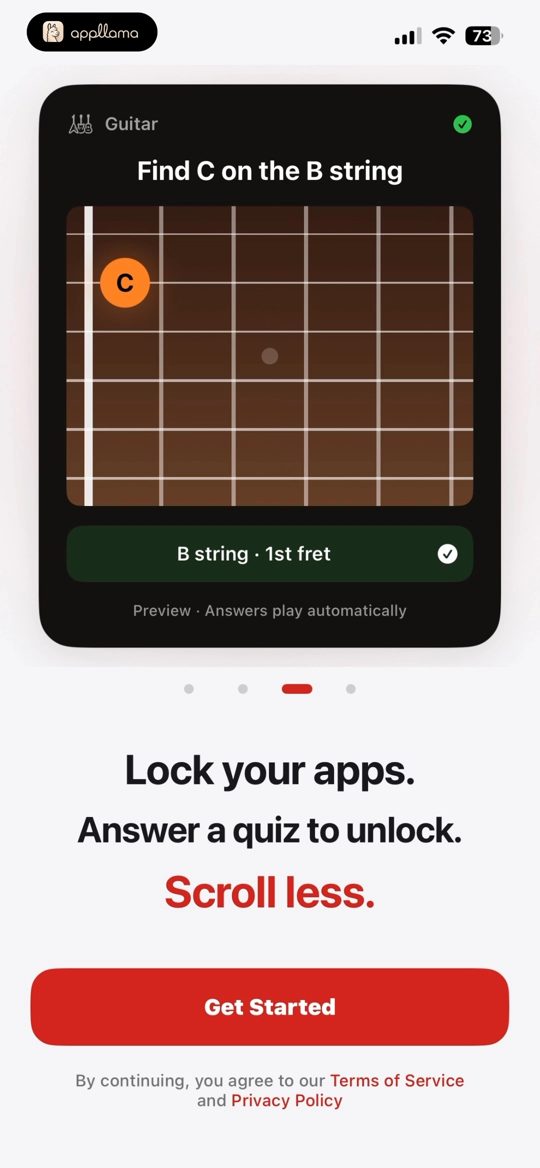 appllama
73
Guitar
Find C on the B string
C
B string · 1st fret
Preview · Answers play automatically
Lock your apps.
Answer a quiz to unlock.
Scroll less.
Get Started
By continuing, you agree to our Terms of Service
and Privacy Policy